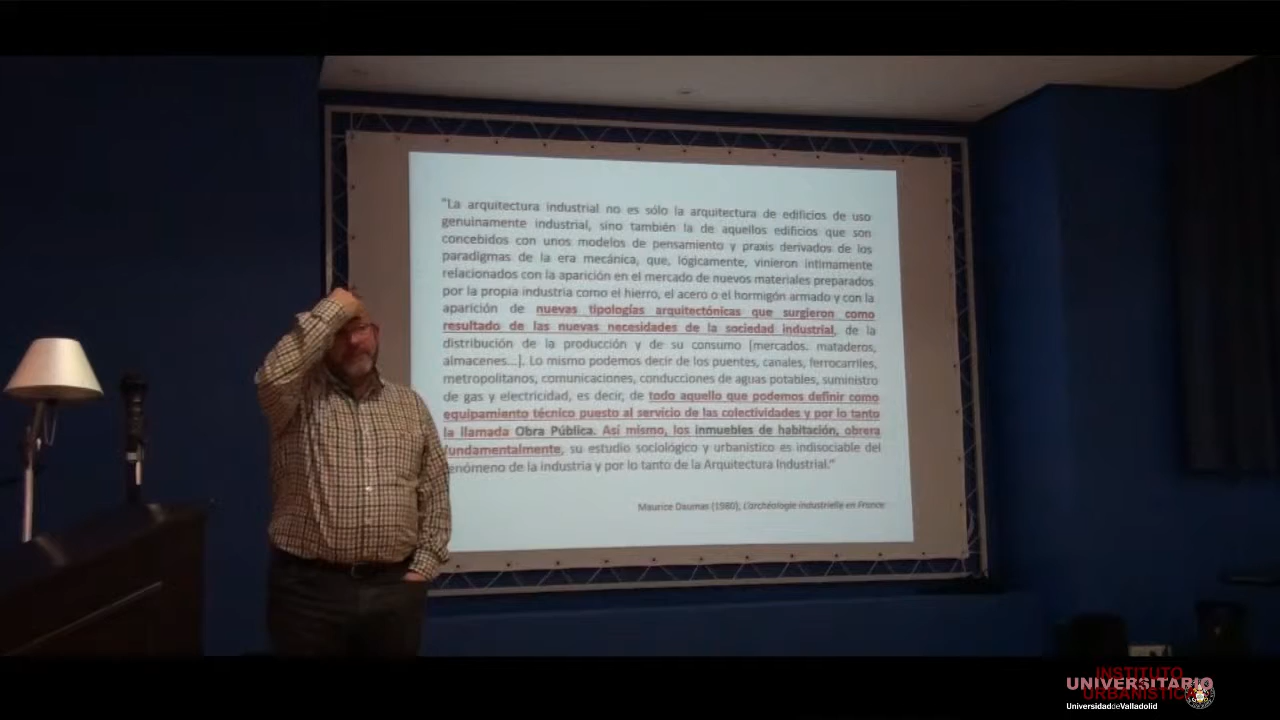 "La arquitectura industrial no es sólo la arquitectura de edificios de uso
genuinamente industrial, sino también la de aquellos edificios que son
concebidos con unos modelos de pensamiento y praxis derivados de los
paradigmas de la era mecánica, que, lógicamente, vinieron íntimamente
relacionados con la aparición en el mercado de nuevos materiales preparados
por la propia industria como el hierro, el acero o el hormigón armado y con la
aparición de nuevas tipologías arquitectónicas que surgieron como
resultado de las nuevas necesidades de la sociedad industrial, de la
distribución de la producción y de su consumo [mercados. mataderos,
almacenes...]. Lo mismo podemos decir de los puentes, canales, ferrocarriles,
metropolitanos, comunicaciones, conducciones de aguas potables, suministro
de gas y electricidad, es decir, de todo aquello que podemos definir como
equipamiento técnico puesto al servicio de las colectividades y por lo tanto
la llamada Obra Pública. Así mismo, los inmuebles de habitación, obrera
fundamentalmente, su estudio sociológico y urbanístico es indisociable del
fenómeno de la industria y por lo tanto de la Arquitectura Industrial."
Maurice Daumas (1980), L'archéologie industrielle en France
INSTITUTO
UNIVERSITARIO
URBANÍSTICA
UniversidaddeValladolid